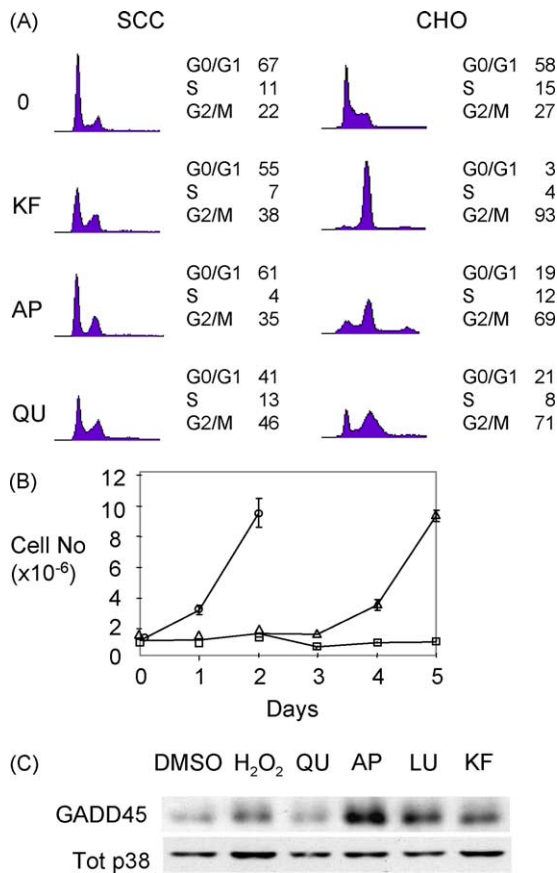 (A) SCC CHO
0 G0/G1 67 G0/G1 58
S 11 S 15
G2/M 22 G2/M 27
KF G0/G1 55 G0/G1 3
S 7 S 4
G2/M 38 G2/M 93
AP G0/G1 61 G0/G1 19
S 4 S 12
G2/M 35 G2/M 69
QU G0/G1 41 G0/G1 21
S 13 S 8
G2/M 46 G2/M 71
(B)
12
10
8
6
4
2
0
Cell No
(x10⁻⁶)
0 1 2 3 4 5
Days
(C)
DMSO H₂O₂ QU AP LU KF
GADD45
Tot p38